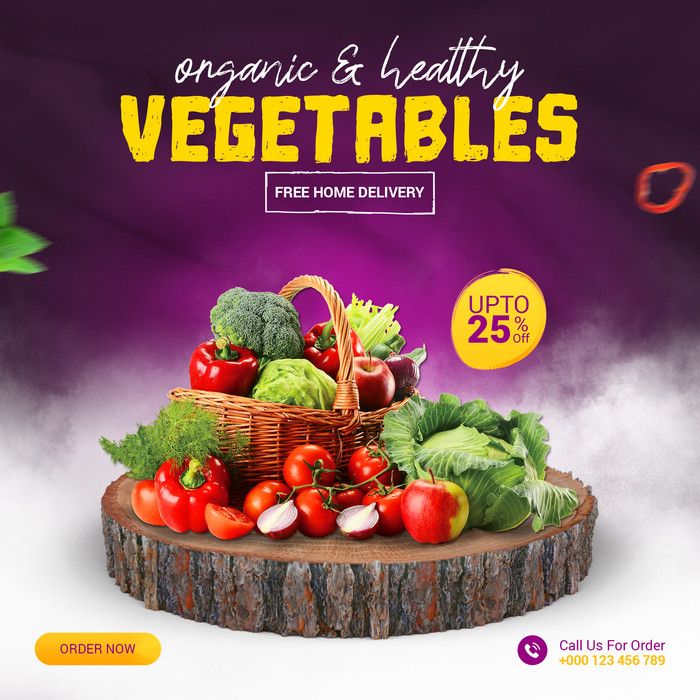 organic & healthy
VEGETABLES
FREE HOME DELIVERY
UPTO
25% Off
ORDER NOW
Call Us For Order
+000 123 456 789